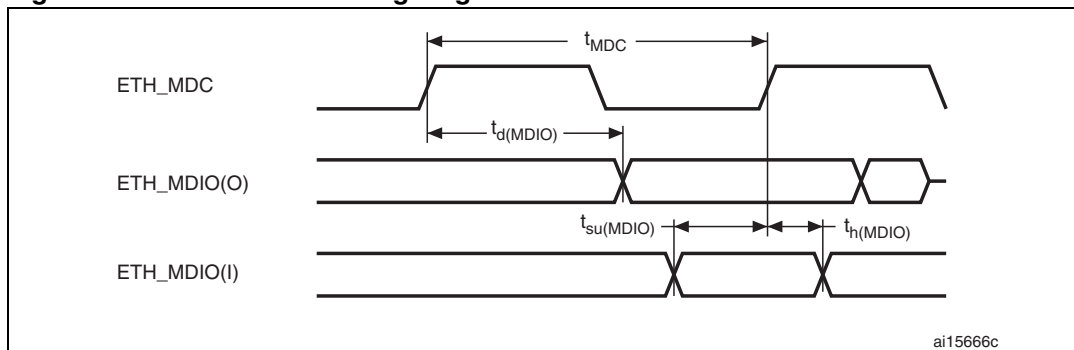 t_MDC
ETH_MDC
t_d(MDIO)
ETH_MDIO(O)
t_su(MDIO)
t_h(MDIO)
ETH_MDIO(I)
ai15666c